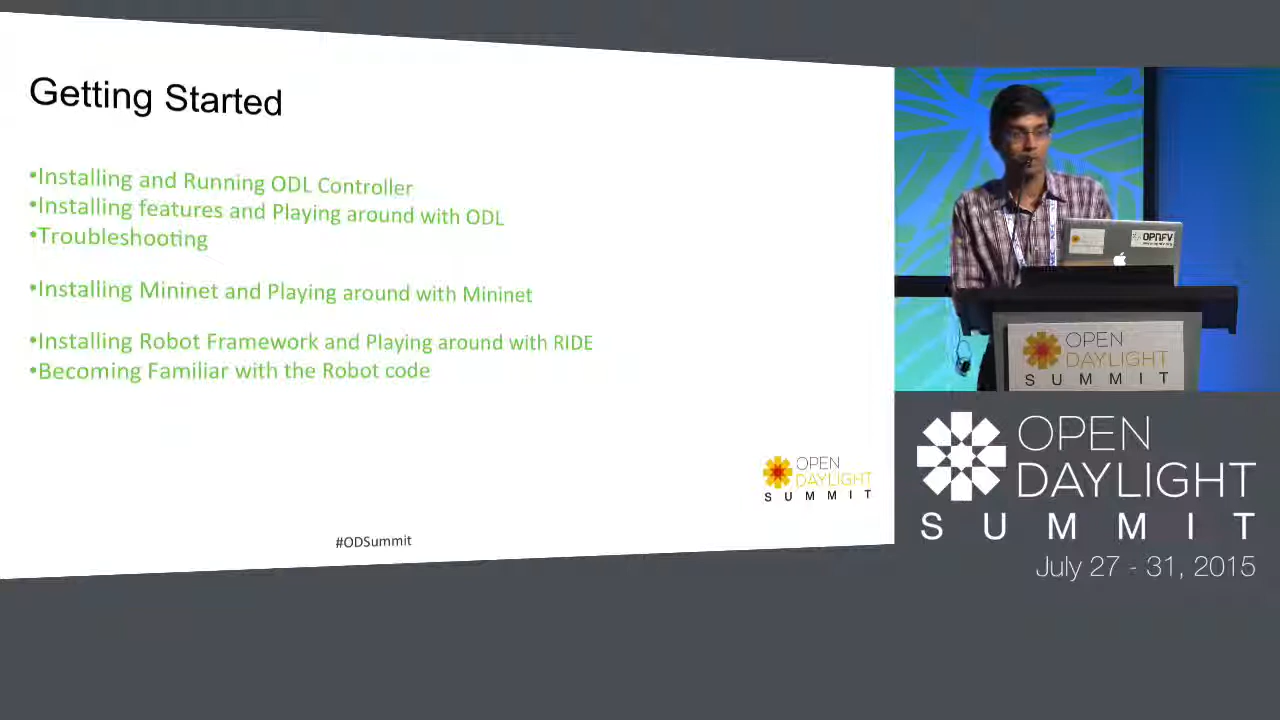 Getting Started
•Installing and Running ODL Controller
•Installing features and Playing around with ODL
•Troubleshooting
•Installing Mininet and Playing around with Mininet
•Installing Robot Framework and Playing around with RIDE
•Becoming Familiar with the Robot code
OPEN
DAYLIGHT
SUMMIT
#ODSummit
OPNFV
OPEN
DAYLIGHT
SUMMIT
OPEN
DAYLIGHT
SUMMIT
July 27 - 31, 2015